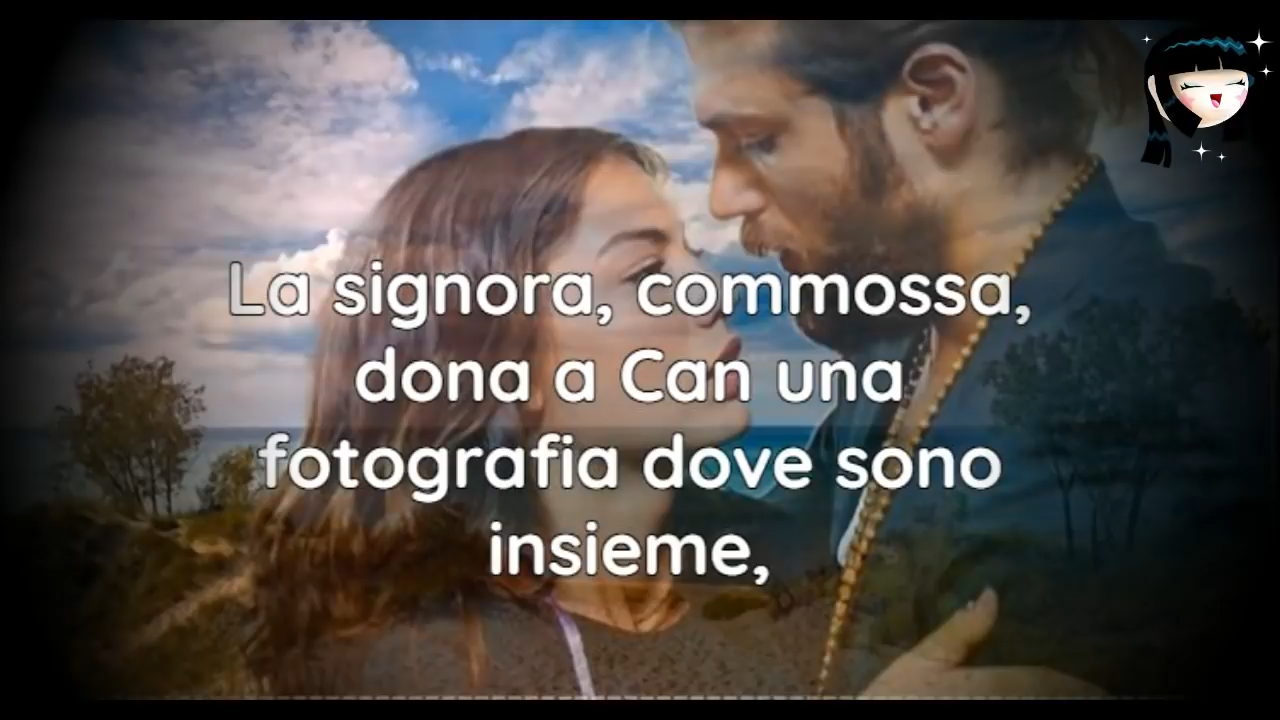 La signora, commossa,
dona a Can una
fotografia dove sono
insieme,